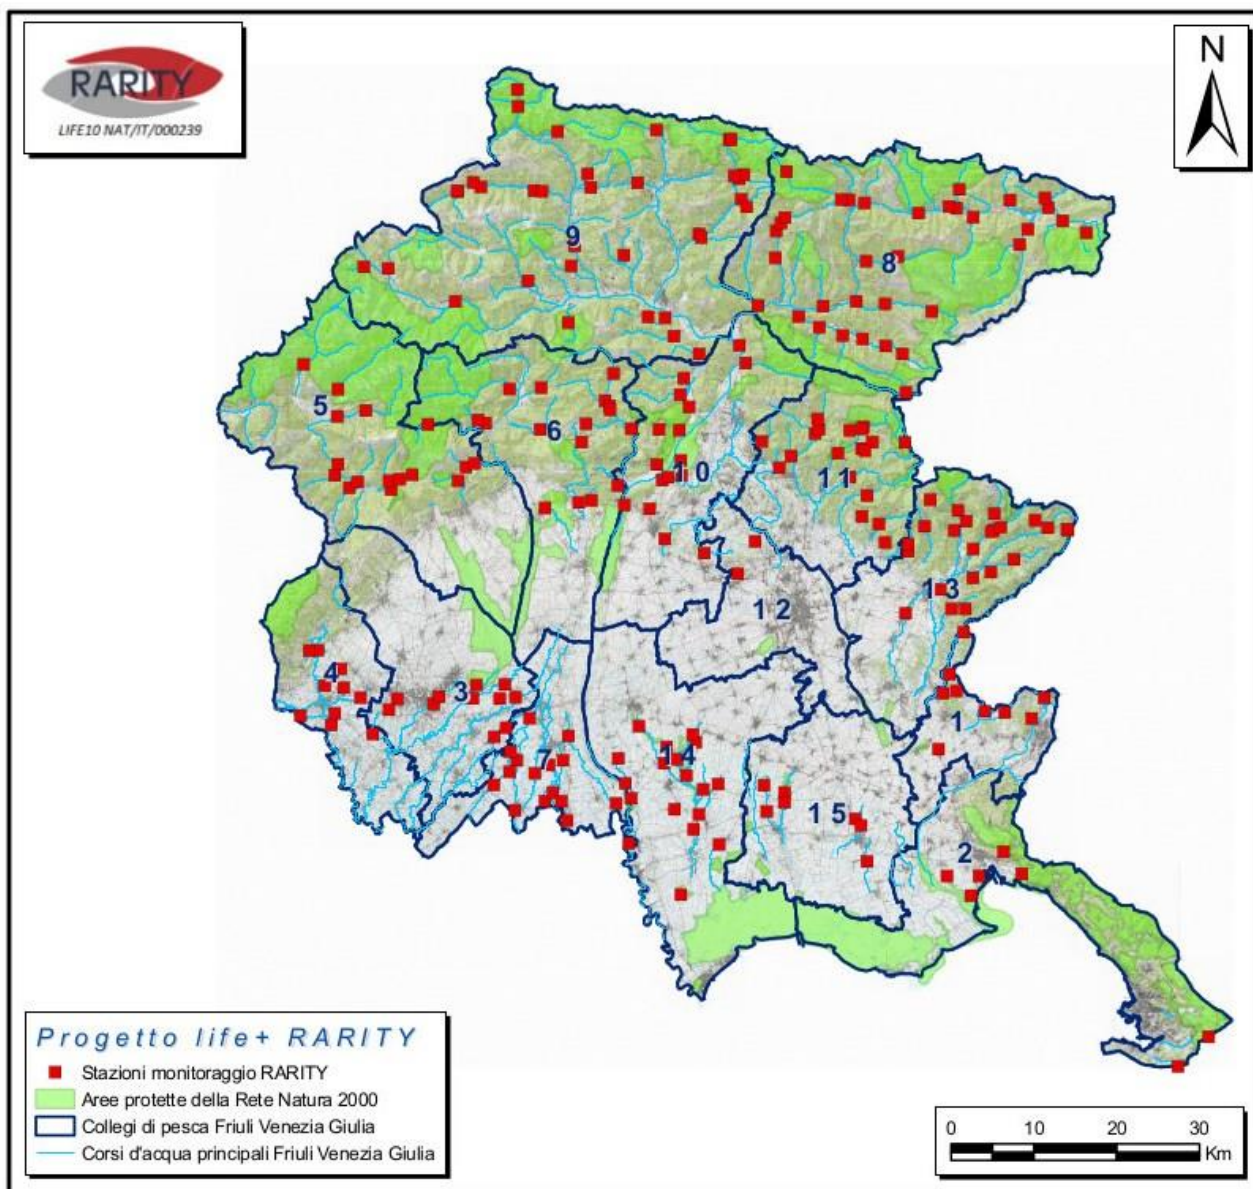 RARITY
LIFE10 NAT/IT/000239
N
9
8
5
6
10
11
12
13
4
3
1
7
14
15
2
Progetto life+ RARITY
Stazioni monitoraggio RARITY
Aree protette della Rete Natura 2000
Collegi di pesca Friuli Venezia Giulia
Corsi d'acqua principali Friuli Venezia Giulia
0 10 20 30
Km